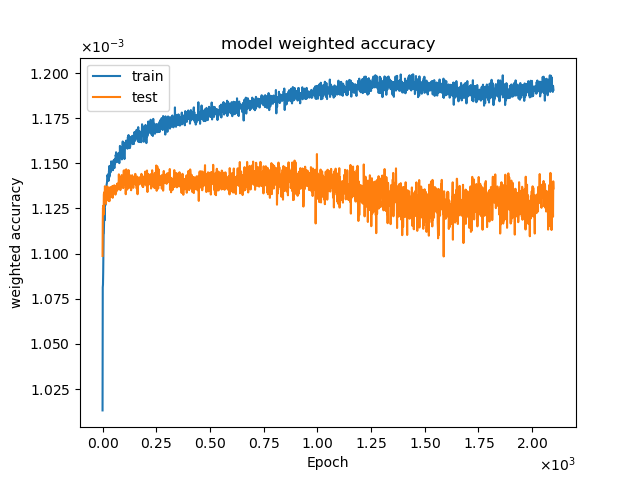 model weighted accuracy
×10⁻³
1.200
1.175
1.150
1.125
1.100
1.075
1.050
1.025
weighted accuracy
train
test
0.00 0.25 0.50 0.75 1.00 1.25 1.50 1.75 2.00
Epoch
×10³